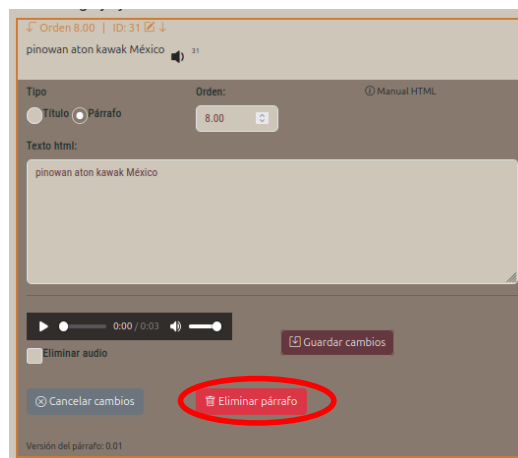 Orden 8.00 | ID: 31
pinowan aton kawak México 31
Tipo Orden: Manual HTML
Título Párrafo 8.00
Texto html:
pinowan aton kawak México
0:00 / 0:03
Guardar cambios
Eliminar audio
Cancelar cambios Eliminar párrafo
Versión del párrafo: 0.01